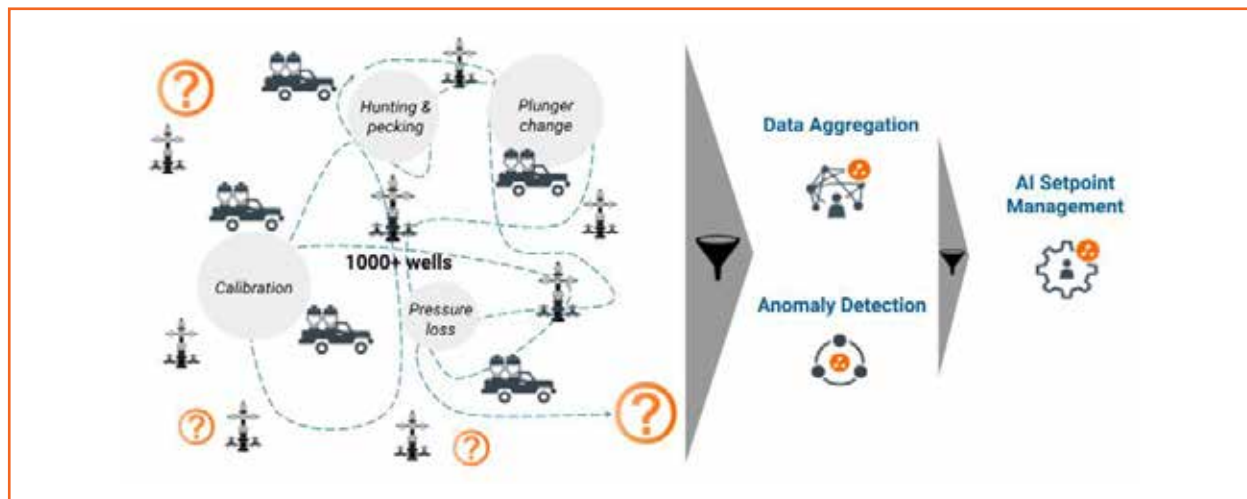 Hunting &
pecking
Plunger
change
1000+ wells
Calibration
Pressure
loss
Data Aggregation
Anomaly Detection
AI Setpoint
Management
?
?
?
?